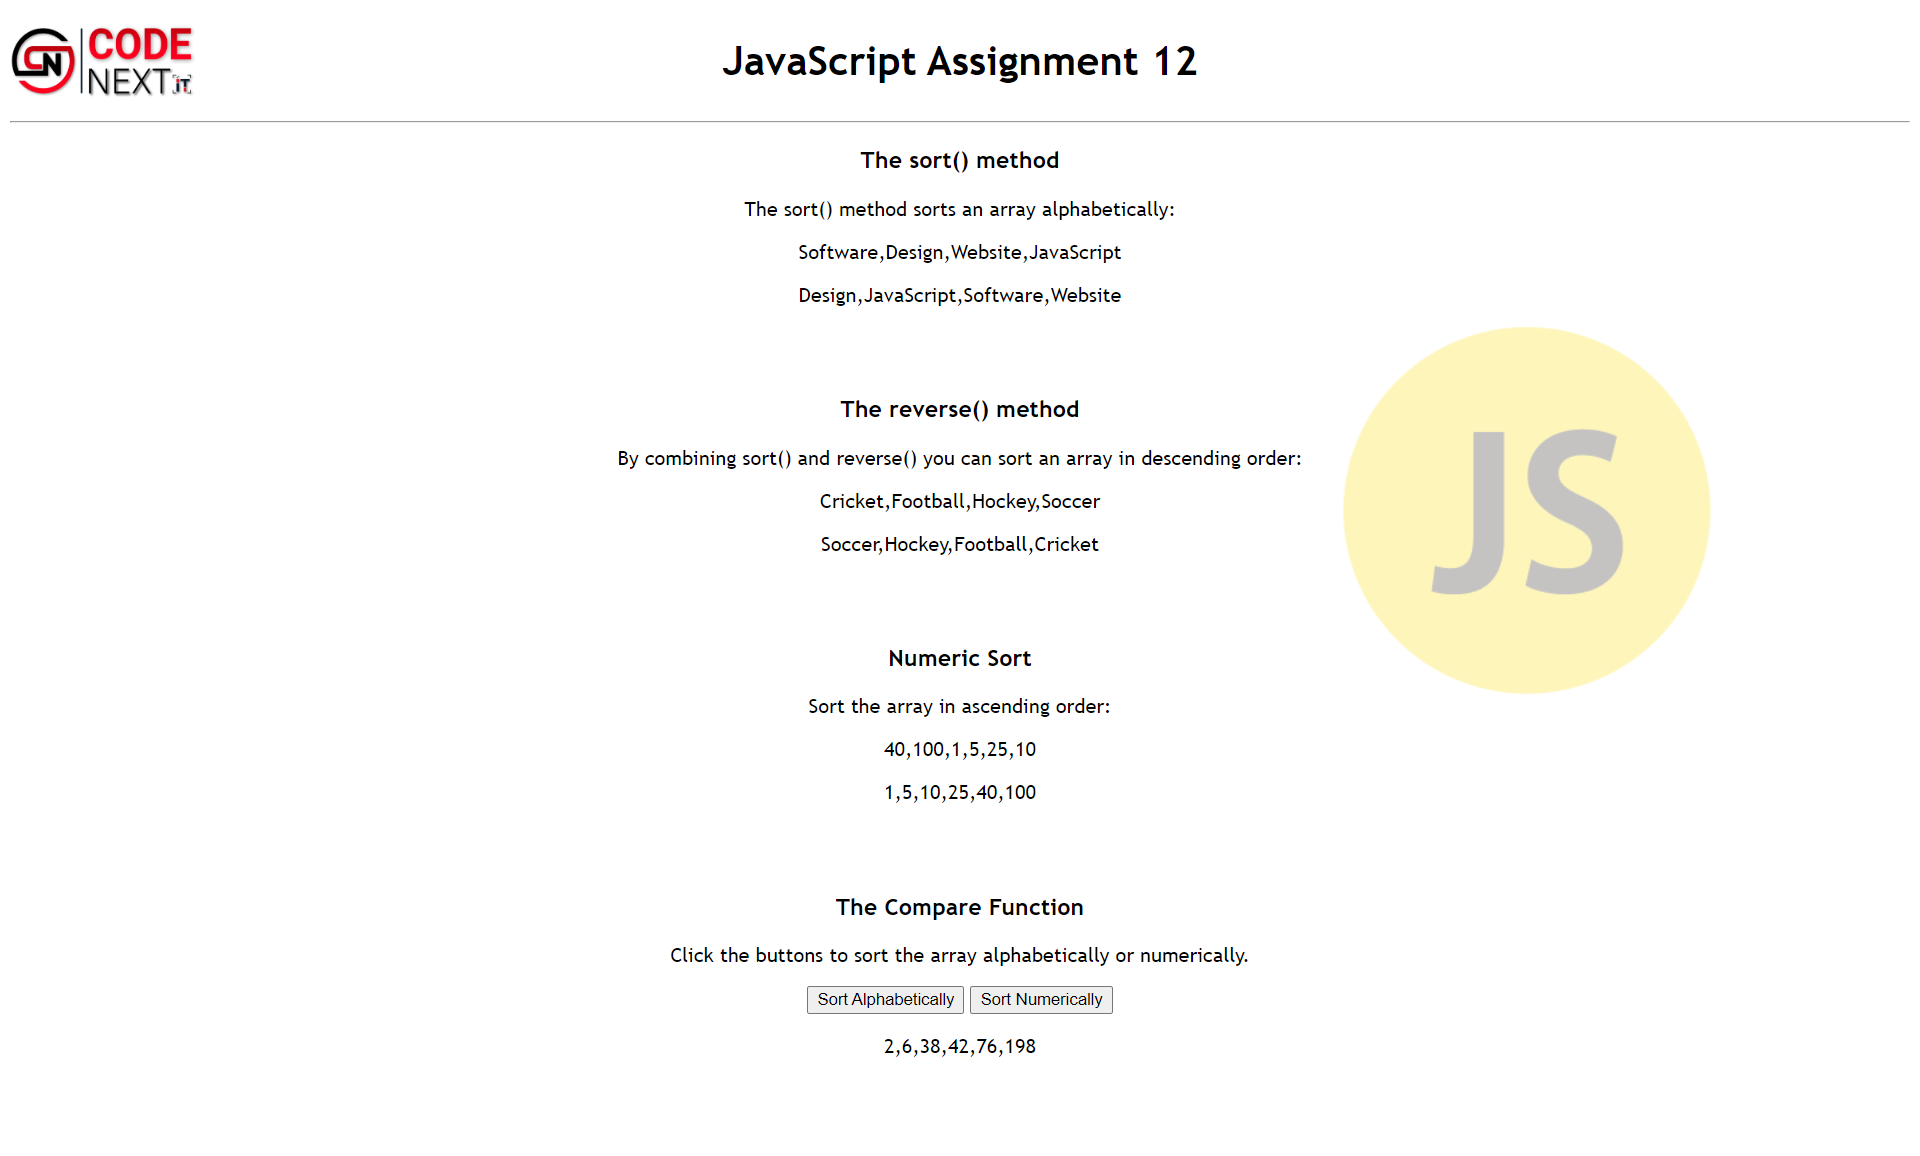 CODE
NEXT iT
JavaScript Assignment 12
The sort() method
The sort() method sorts an array alphabetically:
Software,Design,Website,JavaScript
Design,JavaScript,Software,Website
The reverse() method
By combining sort() and reverse() you can sort an array in descending order:
Cricket,Football,Hockey,Soccer
Soccer,Hockey,Football,Cricket
JS
Numeric Sort
Sort the array in ascending order:
40,100,1,5,25,10
1,5,10,25,40,100
The Compare Function
Click the buttons to sort the array alphabetically or numerically.
Sort Alphabetically Sort Numerically
2,6,38,42,76,198